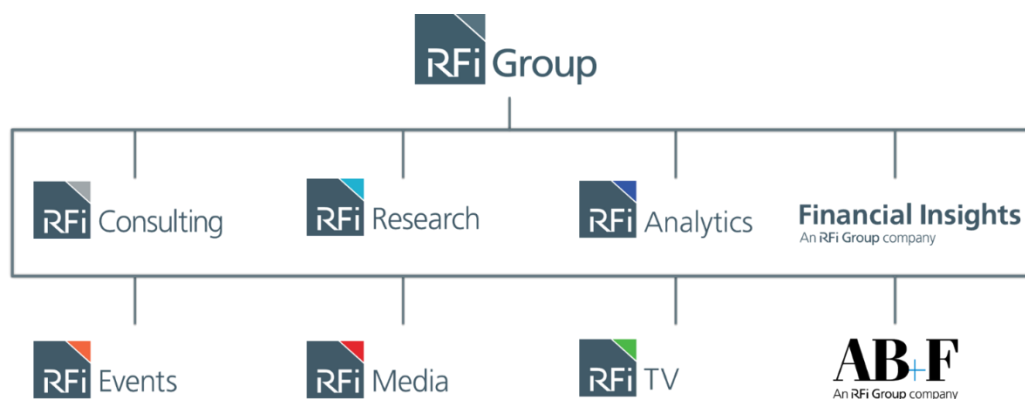 RFi Group
RFi Consulting
RFi Research
RFi Analytics
Financial Insights
An RFi Group company
RFi Events
RFi Media
RFi TV
AB+F
An RFi Group company